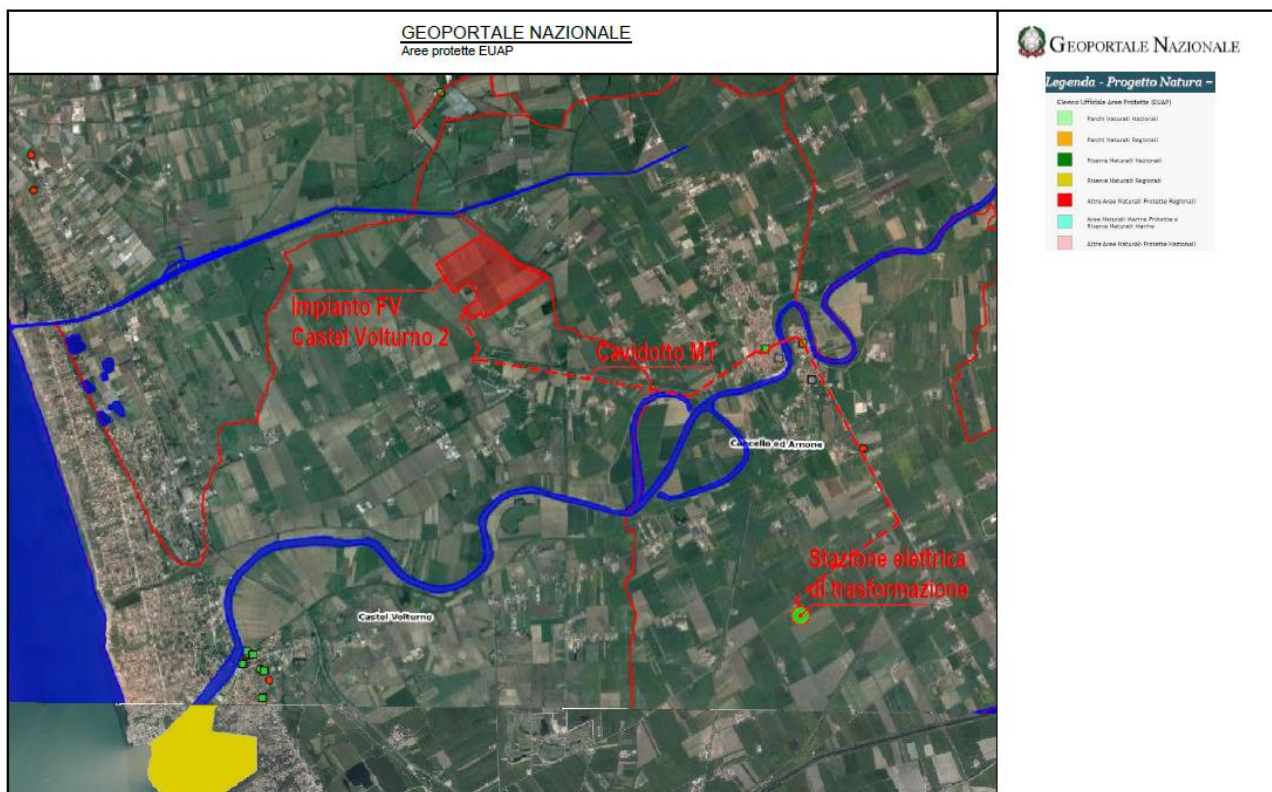 GEOPORTALE NAZIONALE
Aree protette EUAP
GEOPORTALE NAZIONALE
Legenda - Progetto Natura –
Elenco Ufficiale Aree Protette (EUAP)
Parchi Naturali Nazionali
Parchi Naturali Regionali
Riserve Naturali Nazionali
Riserve Naturali Regionali
Altre Aree Naturali Protette Regionali
Aree Naturali Marine Protette e
Riserve Naturali Marine
Altre Aree Naturali Protette Nazionali
Impianto FV
Castel Volturno 2
Cavidotto MT
Cancello ed Arnone
Stazione elettrica
di trasformazione
Castel Volturno